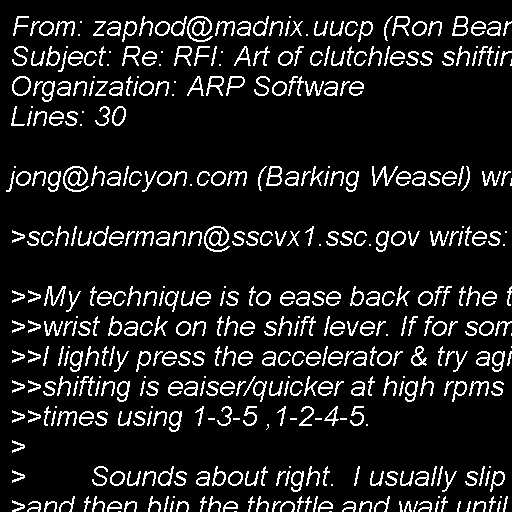 From: zaphod@madnix.uucp (Ron Bean
Subject: Re: RFI: Art of clutchless shiftin
Organization: ARP Software
Lines: 30
jong@halcyon.com (Barking Weasel) wri
>schludermann@sscvx1.ssc.gov writes:
>>My technique is to ease back off the t
>>wrist back on the shift lever. If for som
>>I lightly press the accelerator & try agi
>>shifting is eaiser/quicker at high rpms
>>times using 1-3-5 ,1-2-4-5.
>
> Sounds about right. I usually slip
>and then blip the throttle and wait until